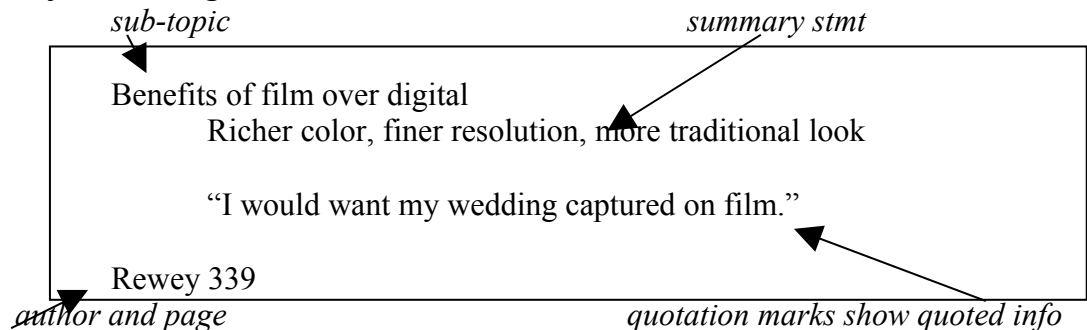 sub-topic summary stmt
Benefits of film over digital
Richer color, finer resolution, more traditional look
“I would want my wedding captured on film.”
Rewey 339
author and page quotation marks show quoted info